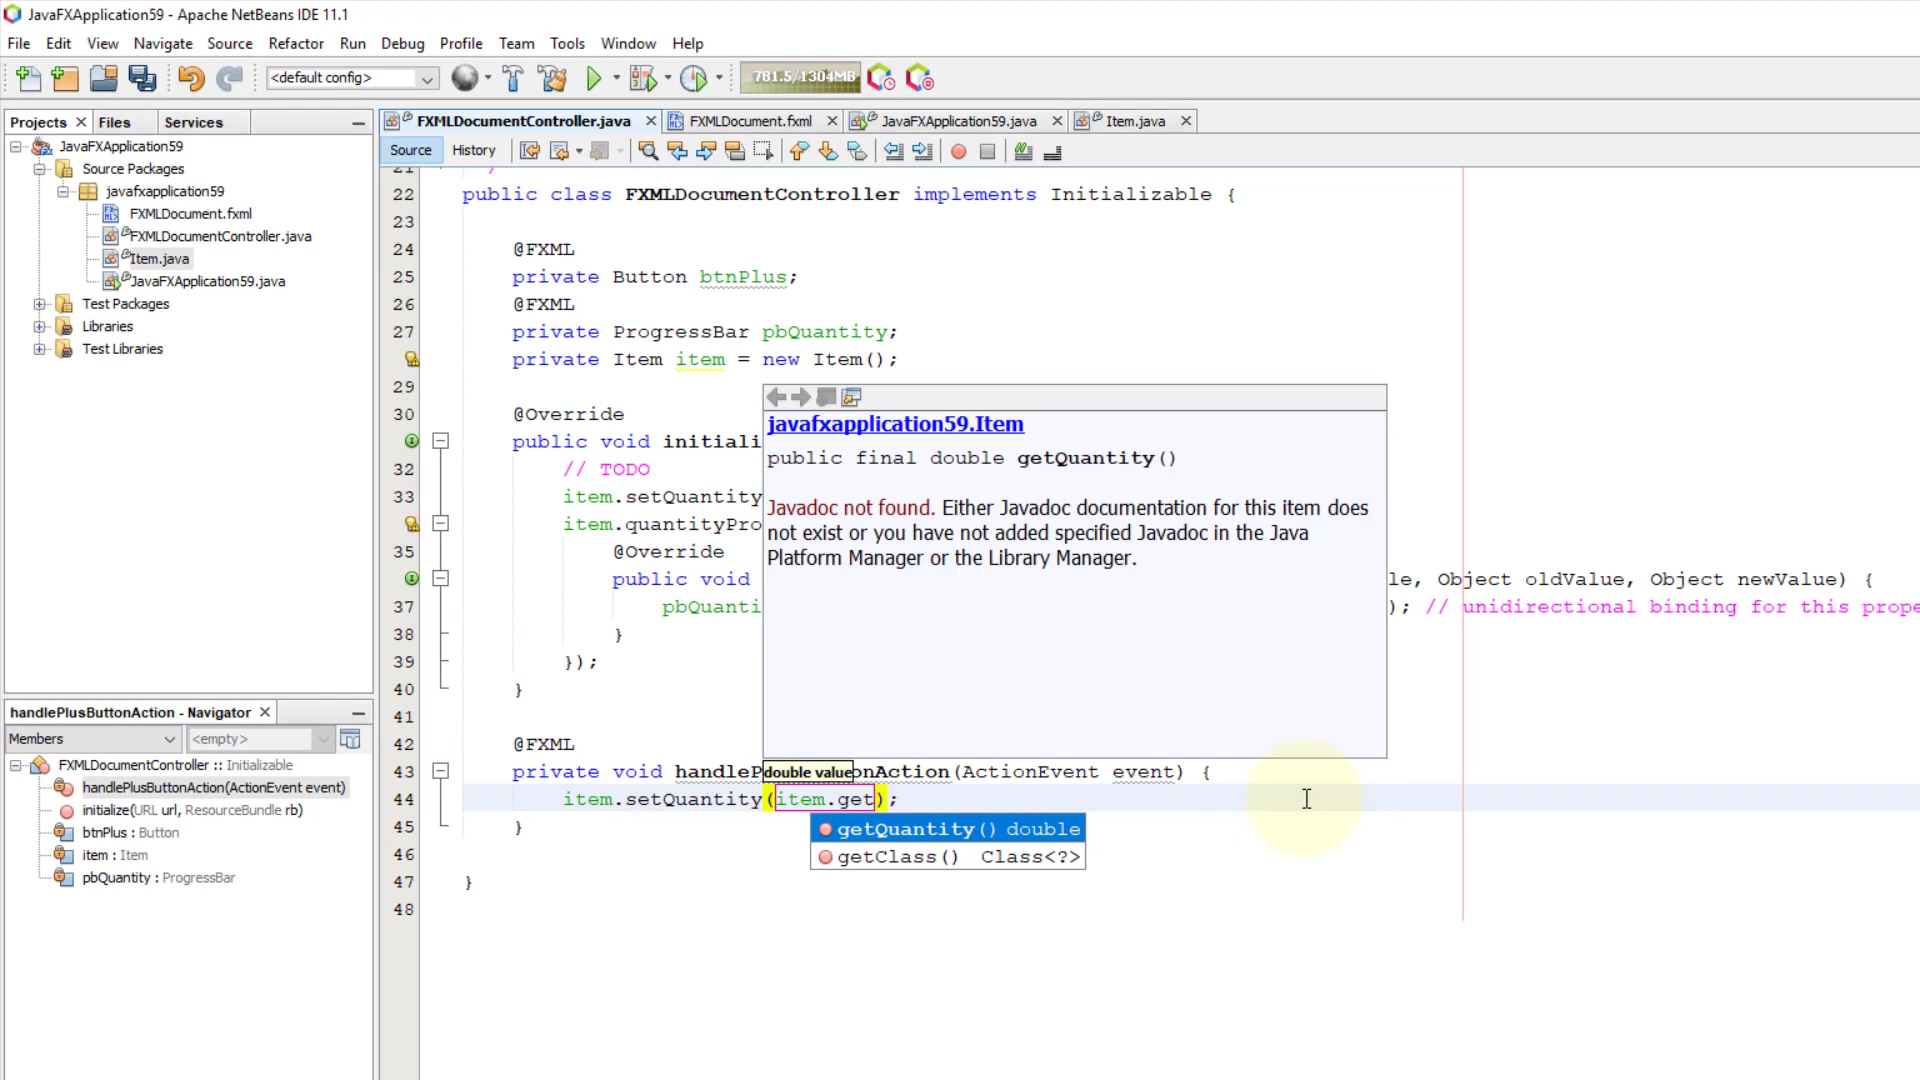 JavaFXApplication59 - Apache NetBeans IDE 11.1
File Edit View Navigate Source Refactor Run Debug Profile Team Tools Window Help
<default config>
781.5/1304MB
Projects Files Services
FXMLDocumentController.java FXMLDocument.fxml JavaFXApplication59.java Item.java
Source History
JavaFXApplication59
Source Packages
javafxapplication59
FXMLDocument.fxml
FXMLDocumentController.java
Item.java
JavaFXApplication59.java
Test Packages
Libraries
Test Libraries
handlePlusButtonAction - Navigator
Members <empty>
FXMLDocumentController :: Initializable
handlePlusButtonAction(ActionEvent event)
initialize(URL url, ResourceBundle rb)
btnPlus : Button
item : Item
pbQuantity : ProgressBar
21
22 public class FXMLDocumentController implements Initializable {
23
24 @FXML
25 private Button btnPlus;
26 @FXML
27 private ProgressBar pbQuantity;
private Item item = new Item();
29
30 @Override
public void initiali
32 // TODO
33 item.setQuantity
item.quantityPro
35 @Override
public void le, Object oldValue, Object newValue) {
37 pbQuanti ); // unidirectional binding for this prope
38 }
39 });
40 }
41
42 @FXML
43 private void handleP onAction(ActionEvent event) {
44 item.setQuantity(item.get);
45 }
46
47 }
48
javafxapplication59.Item
public final double getQuantity()
Javadoc not found. Either Javadoc documentation for this item does
not exist or you have not added specified Javadoc in the Java
Platform Manager or the Library Manager.
double value
getQuantity() double
getClass() Class<?>